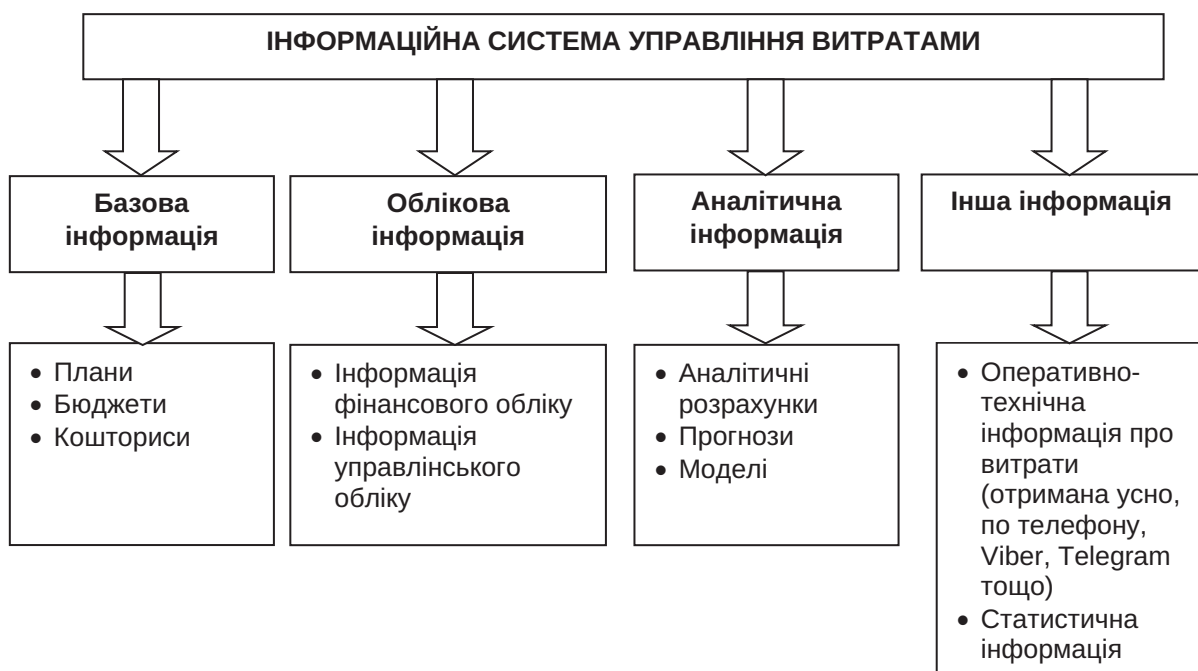 ІНФОРМАЦІЙНА СИСТЕМА УПРАВЛІННЯ ВИТРАТАМИ
Базова
інформація
Облікова
інформація
Аналітична
інформація
Інша інформація
• Плани
• Бюджети
• Кошториси
• Інформація
фінансового обліку
• Інформація
управлінського
обліку
• Аналітичні
розрахунки
• Прогнози
• Моделі
• Оперативно-
технічна
інформація про
витрати
(отримана усно,
по телефону,
Viber, Telegram
тощо)
• Статистична
інформація